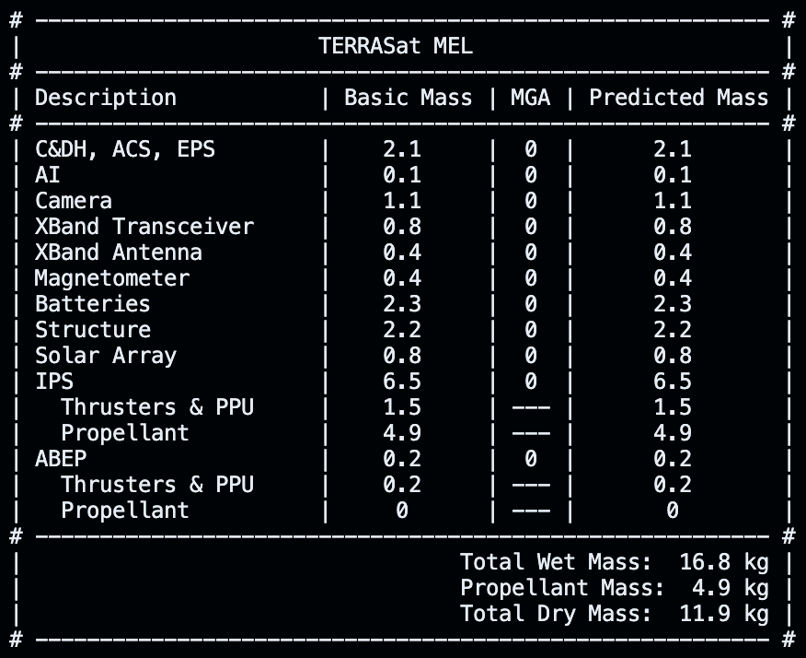 # --------------------------------------------------------- #
|                       TERRASat MEL                        |
# --------------------------------------------------------- #
| Description           | Basic Mass | MGA | Predicted Mass |
# --------------------------------------------------------- #
| C&DH, ACS, EPS        |    2.1     |  0  |      2.1       |
| AI                    |    0.1     |  0  |      0.1       |
| Camera                |    1.1     |  0  |      1.1       |
| XBand Transceiver     |    0.8     |  0  |      0.8       |
| XBand Antenna         |    0.4     |  0  |      0.4       |
| Magnetometer          |    0.4     |  0  |      0.4       |
| Batteries             |    2.3     |  0  |      2.3       |
| Structure             |    2.2     |  0  |      2.2       |
| Solar Array           |    0.8     |  0  |      0.8       |
| IPS                   |    6.5     |  0  |      6.5       |
|   Thrusters & PPU     |    1.5     | --- |      1.5       |
|   Propellant          |    4.9     | --- |      4.9       |
| ABEP                  |    0.2     |  0  |      0.2       |
|   Thrusters & PPU     |    0.2     | --- |      0.2       |
|   Propellant          |     0      | --- |       0        |
# --------------------------------------------------------- #
|                                  Total Wet Mass:  16.8 kg |
|                                  Propellant Mass:  4.9 kg |
|                                  Total Dry Mass:  11.9 kg |
# --------------------------------------------------------- #